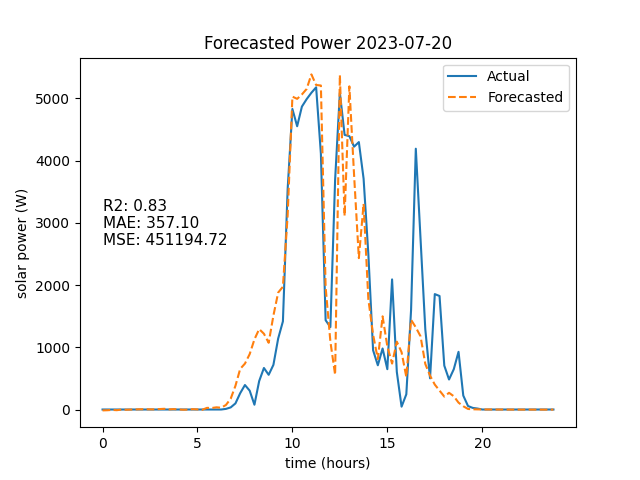 Forecasted Power 2023-07-20
Actual
Forecasted
R2: 0.83
MAE: 357.10
MSE: 451194.72
solar power (W)
5000
4000
3000
2000
1000
0
0 5 10 15 20
time (hours)